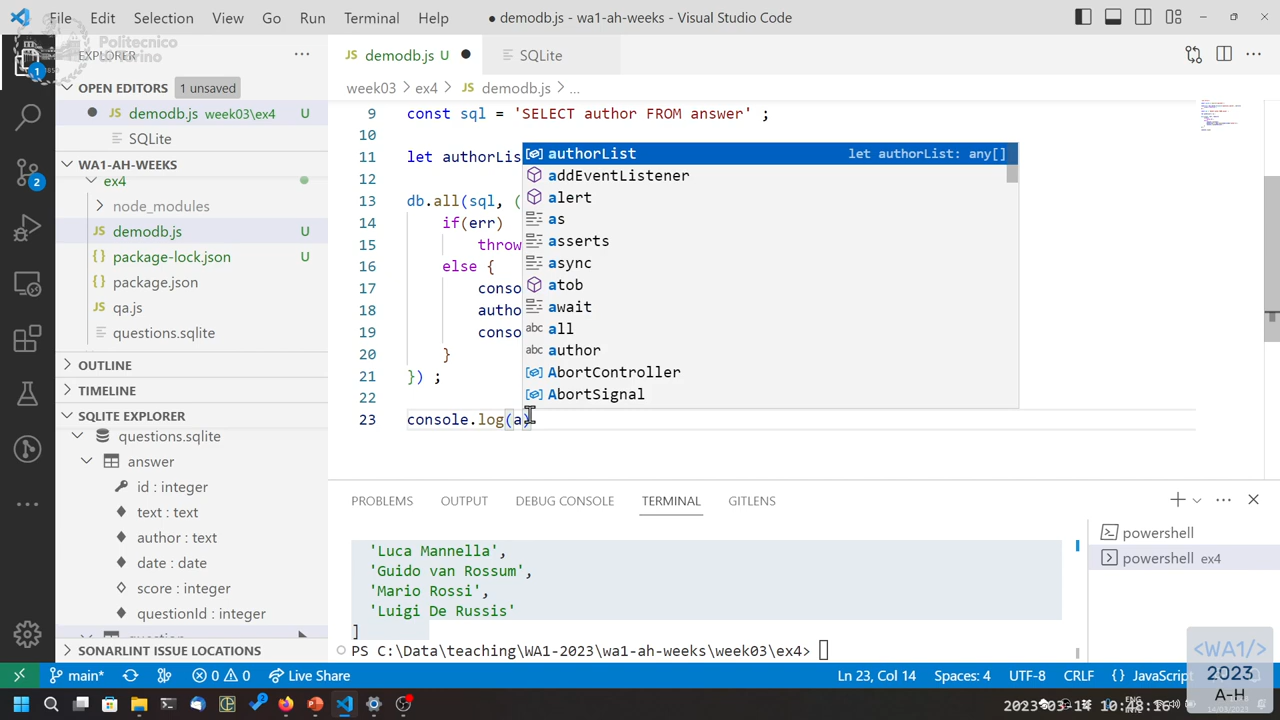 File Edit Selection View Go Run Terminal Help
● demodb.js - wa1-ah-weeks - Visual Studio Code
Politecnico
EXPLORER
OPEN EDITORS 1 unsaved
demodb.js week03\ex4 U
SQLite
WA1-AH-WEEKS
ex4
node_modules
demodb.js U
package-lock.json U
package.json
qa.js
questions.sqlite
OUTLINE
TIMELINE
SQLITE EXPLORER
questions.sqlite
answer
id : integer
text : text
author : text
date : date
score : integer
questionId : integer
question
SONARLINT ISSUE LOCATIONS
1
2
demodb.js U ●
SQLite
week03 > ex4 > demodb.js > ...
9 const sql = 'SELECT author FROM answer' ;
10
11 let authorLis
12
13 db.all(sql, (
14 if(err)
15 throw
16 else {
17 conso
18 autho
19 conso
20 }
21 }) ;
22
23 console.log(a)
authorList let authorList: any[]
addEventListener
alert
as
asserts
async
atob
await
all
author
AbortController
AbortSignal
PROBLEMS OUTPUT DEBUG CONSOLE TERMINAL GITLENS
'Luca Mannella',
'Guido van Rossum',
'Mario Rossi',
'Luigi De Russis'
]
PS C:\Data\teaching\WA1-2023\wa1-ah-weeks\week03\ex4>
powershell
powershell ex4
main* 0 0 Live Share
Ln 23, Col 14 Spaces: 4 UTF-8 CRLF {} JavaScript
<WA1/>
2023
A-H
ENG